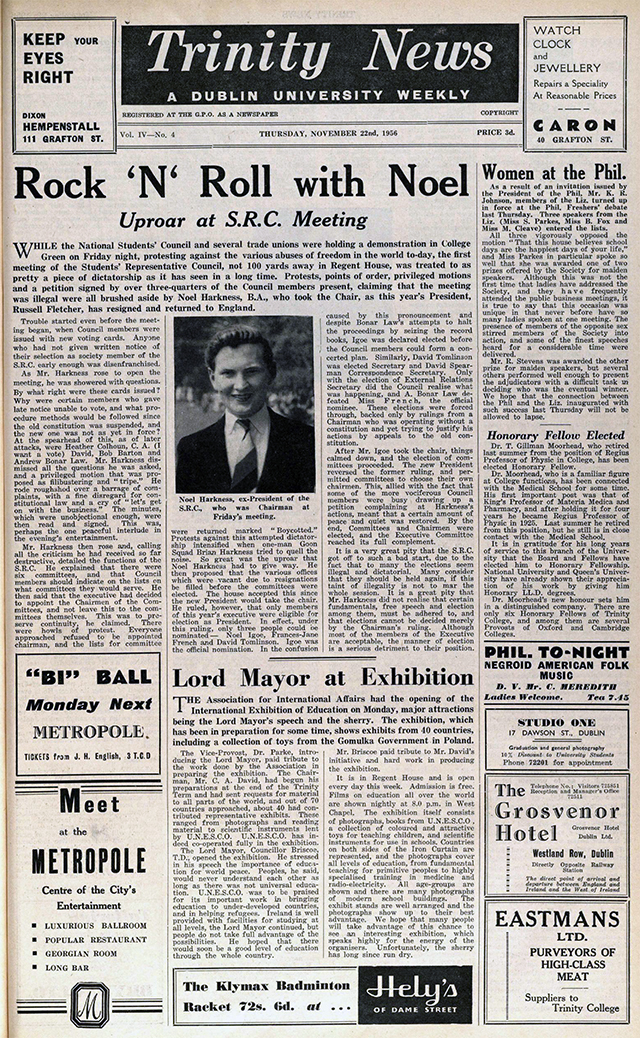 KEEP YOUR
EYES
RIGHT
DIXON
HEMPENSTALL
111 GRAFTON ST.
Trinity News
A DUBLIN UNIVERSITY WEEKLY
REGISTERED AT THE G.P.O. AS A NEWSPAPER
COPYRIGHT
Vol. IV—No. 4
THURSDAY, NOVEMBER 22nd, 1956
PRICE 3d.
WATCH
CLOCK
and
JEWELLERY
Repairs a Speciality
At Reasonable Prices
CARON
40 GRAFTON ST.
Rock 'N' Roll with Noel
Uproar at S.R.C. Meeting
WHILE the National Students' Council and several trade unions were holding a demonstration in College
Green on Friday night, protesting against the various abuses of freedom in the world to-day, the first
meeting of the Students' Representative Council, not 100 yards away in Regent House, was treated to as
pretty a piece of dictatorship as it has seen in a long time. Protests, points of order, privileged motions
and a petition signed by over three-quarters of the Council members present, claiming that the meeting
was illegal were all brushed aside by Noel Harkness, B.A., who took the Chair, as this year's President,
Russell Fletcher, has resigned and returned to England.
Trouble started even before the meet-
ing began, when Council members were
issued with new voting cards. Anyone
who had not given written notice of
their selection as society member of the
S.R.C. early enough was disenfranchised.
As Mr. Harkness rose to open the
meeting, he was showered with questions.
By what right were these cards issued?
Why were certain members who gave
late notice unable to vote, and what pro-
cedure motion would be followed since
the old constitution was suspended, and
the new one was not as yet in force?
At the spearhead of this, as of later
attacks, were Heather Colhoun, C. A. (I
want a vote) David, Bob Barton and
Andrew Bonar Law. Mr. Harkness dis-
missed all the questions he was asked,
and a privileged motion that was pro-
posed as filibustering and "tripe." He
rode roughshod over a barrage of com-
plaints, with a fine disregard for con-
stitutional law and a cry of "let's get
on with the business." The minutes,
which were unobjectional enough, were
then read and signed. This was,
perhaps the one peaceful interlude in
the evening's entertainment.
Mr. Harkness then rose and, calling
all the criticism he had received so far
destructive, detailed the functions of the
S.R.C. He explained that there were
six committees, and that Council
members should indicate on the lists on
what committees they would serve. He
then said that the executive had decided
to appoint the Chairmen of the Com-
mittees, and not leave this to the com-
mittees themselves. This was to pre-
serve continuity, he claimed. There
were howls of protest. Everyone
approached refused to be appointed
chairman, and the lists for committee
Noel Harkness, ex-President of the
S.R.C., who was Chairman at
Friday's meeting.
were returned marked "Boycotted."
Protests against this attempted dictator-
ship intensified when one-man Goon
Squad Brian Harkness tried to quell the
noise. So great was the uproar that
Noel Harkness had to give way. He
then proposed that the various offices
which were vacant due to resignations
be filled before the committees were
elected. The house accepted this since
the new President would take the chair.
He ruled, however, that only members
of this year's executive were eligible for
election as President. In effect, under
this ruling, only three people could be
nominated — Noel Igoe, Frances-Jane
French and David Tomlinson. Igoe was
the official nomination. In the confusion
caused by this pronouncement and
despite Bonar Law's attempts to halt
the proceedings by seizing the record
books, Igoe was declared elected before
the Council members could form a con-
certed plan. Similarly, David Tomlinson
was elected Secretary and David Spear-
man Correspondence Secretary. Only
with the election of External Relations
Secretary did the Council realise what
was happening, and A. Bonar Law de-
feated Miss French, the official
nominee. These elections were forced
through, backed only by rulings from a
Chairman who was operating without a
constitution and yet trying to justify his
actions by appeals to the old con-
stitution.
After Mr. Igoe took the chair, things
calmed down, and the election of com-
mittees proceeded. The new President
reversed the former ruling, and per-
mitted committees to choose their own
chairmen. This, allied with the fact that
some of the more vociferous Council
members were busy drawing up a
petition complaining at Harkness's
actions, meant that a certain amount of
peace and quiet was restored. By the
end, Committees and Chairmen were
elected, and the Executive Committee
reached its full complement.
It is a very great pity that the S.R.C.
got off to such a bad start, due to the
fact that to many the elections seem
illegal and dictatorial. Many consider
that they should be held again, if this
taint of illegality is not to mar the
whole session. It is a great pity that
Mr. Harkness did not realise that certain
fundamentals, free speech and election
among them, must be adhered to, and
that elections cannot be decided merely
by the Chairman's ruling. Although
most of the members of the Executive
are acceptable, the manner of election
is a serious detriment to their position.
Women at the Phil.
As a result of an invitation issued by
the President of the Phil, Mr. K. R.
Johnson, members of the Liz. turned up
in force at the Phil, Freshers' debate
last Thursday. Three speakers from the
Liz. (Miss S. Parkes, Miss B. Fox and
Miss M. Cleave) entered the lists.
All three vigorously opposed the
motion "That this house believes school
days are the happiest days of your life,"
and Miss Parkes in particular spoke so
well that she was awarded one of two
prizes offered by the Society for maiden
speakers. Although this was not the
first time that ladies have addressed the
Society, and they have frequently
attended the public business meetings, it
is true to say that this occasion was
unique in that never before have so
many ladies spoken at one meeting. The
presence of members of the opposite sex
stirred members of the Society into
action, and some of the finest speeches
heard for a considerable time were
delivered.
Mr. R. Stevens was awarded the other
prize for maiden speakers, but several
others performed well enough to present
the adjudicators with a difficult task in
deciding who was the eventual winner.
We hope that the connection between
the Phil and the Liz. inaugurated with
such success last Thursday will not be
allowed to lapse.
Honorary Fellow Elected
Dr. T. Gillman Moorhead, who retired
last summer from the position of Regius
Professor of Physic in College, has been
elected Honorary Fellow.
Dr. Moorhead, who is a familiar figure
at College functions, has been connected
with the Medical School for some time.
His first important post was that of
King's Professor of Materia Medica and
Pharmacy, and after holding it for four
years he became Regius Professor of
Physic in 1925. Last summer he retired
from this position, but he still is in close
contact with the Medical School.
It is in gratitude for his long years
of service to this branch of the Univer-
sity that the Board and Fellows have
elected him to Honorary Fellowship.
National University and Queen's Univer-
sity have already shown their apprecia-
tion of his work by giving him
Honorary LL.D. degrees.
Dr. Moorhead's new honour sets him
in a distinguished company. There are
only six Honorary Fellows of Trinity
College, and among them are several
Provosts of Oxford and Cambridge
Colleges.
"BI" BALL
Monday Next
METROPOLE.
TICKETS from J. H. English, 3 T.C.D
Meet
at the
METROPOLE
Centre of the City's
Entertainment
LUXURIOUS BALLROOM
POPULAR RESTAURANT
GEORGIAN ROOM
LONG BAR
M
Lord Mayor at Exhibition
THE Association for International Affairs had the opening of the
International Exhibition of Education on Monday, major attractions
being the Lord Mayor's speech and the sherry. The exhibition, which
has been in preparation for some time, shows exhibits from 40 countries,
including a collection of toys from the Gomulka Government in Poland.
The Vice-Provost, Dr. Parke, intro-
ducing the Lord Mayor, paid tribute to
the work done by the Association in
preparing the exhibition. The Chair-
man, Mr. C. A. David, had begun his
preparations at the end of the Trinity
Term and had sent requests for material
to all parts of the world, and out of 70
countries approached, about 40 had con-
tributed representative exhibits. These
ranged from photographs and reading
material to scientific instruments lent
by U.N.E.S.C.O. U.N.E.S.C.O. has in-
deed co-operated fully in the exhibition.
The Lord Mayor, Councillor Briscoe,
T.D., opened the exhibition. He stressed
in his speech the importance of educa-
tion for world peace. Peoples, he said,
would never understand each other as
long as there was not universal educa-
tion. U.N.E.S.C.O. was to be praised
for its important work in bringing
education to under-developed countries,
and in helping refugees. Ireland is well
provided with facilities for studying at
all levels, the Lord Mayor continued, but
people do not take full advantage of the
possibilities. He hoped that there
would soon be a good level of education
through the whole country.
Mr. Briscoe paid tribute to Mr. David's
initiative and hard work in producing
the exhibition.
It is in Regent House and is open
every day this week. Admission is free.
Films on education all over the world
are shown nightly at 8.0 p.m. in West
Chapel. The exhibition itself consists
of photographs, books from U.N.E.S.C.O.,
a collection of coloured and attractive
toys for teaching children, and scientific
instruments for use in schools. Countries
on both sides of the Iron Curtain are
represented, and the photographs cover
all levels of education, from fundamental
teaching for primitive peoples to highly
specialised training in medicine and
radio-electricity. All age-groups are
shown and there are many photographs
of modern school buildings. The
exhibit stands are well arranged and the
photographs show up to their best
advantage. We hope that many people
will take advantage of this chance to
see an interesting exhibition, which
speaks highly for the energy of the
organisers. Unfortunately, the sherry
has long since run dry.
The Klymax Badminton
Racket 72s. 6d. at ...
Hely's
OF DAME STREET
PHIL. TO-NIGHT
NEGROID AMERICAN FOLK
MUSIC
D. V. Mr. C. MEREDITH
Ladies Welcome. Tea 7.45
STUDIO ONE
17 DAWSON ST., DUBLIN
Graduation and general photography
10% Discount to University Students
Phone 72201 for appointment
The Grosvenor Hotel
Telephone No.: Visitors 725851
Reception and Manager's Office
72511
Grosvenor Hotel
Dublin Ltd.
Westland Row, Dublin
Directly Opposite Railway
Station
The direct point of arrival and
departure between England and
Ireland and the West of Ireland
EASTMANS
LTD.
PURVEYORS OF
HIGH-CLASS
MEAT
Suppliers to
Trinity College